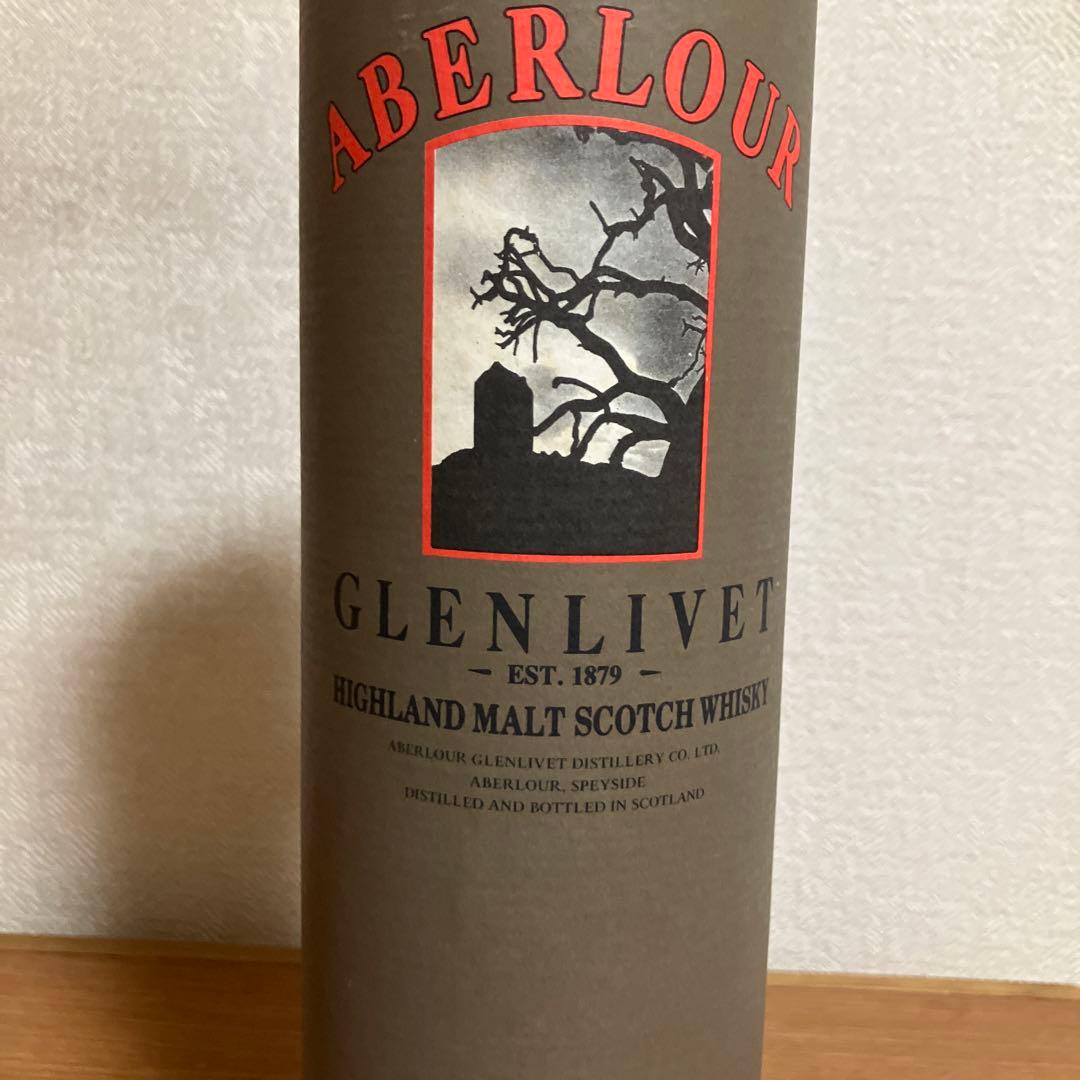 ABERLOUR
GLENLIVET
- EST. 1879 -
HIGHLAND MALT SCOTCH WHISKY
ABERLOUR GLENLIVET DISTILLERY CO. LTD.
ABERLOUR, SPEYSIDE
DISTILLED AND BOTTLED IN SCOTLAND